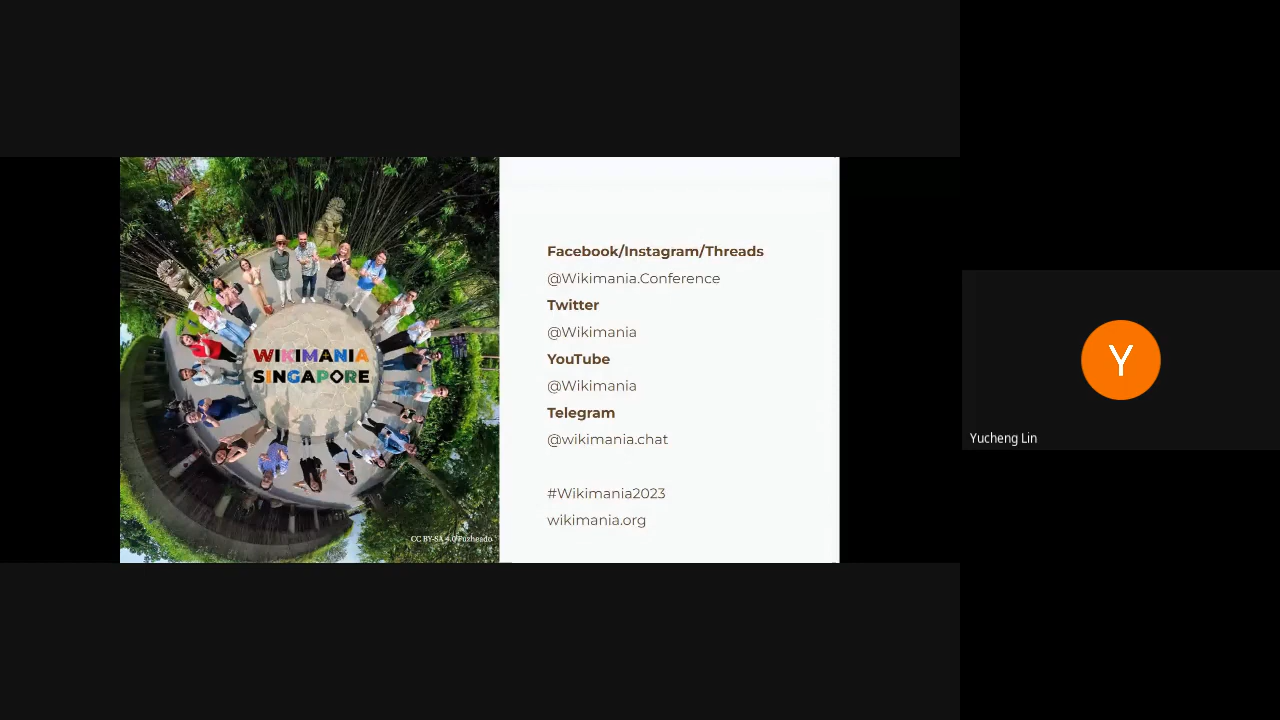 WIKIMANIA
SINGAPORE
CC BY-SA 4.0 Fuzheado
Facebook/Instagram/Threads
@Wikimania.Conference
Twitter
@Wikimania
YouTube
@Wikimania
Telegram
@wikimania.chat
#Wikimania2023
wikimania.org
Y
Yucheng Lin